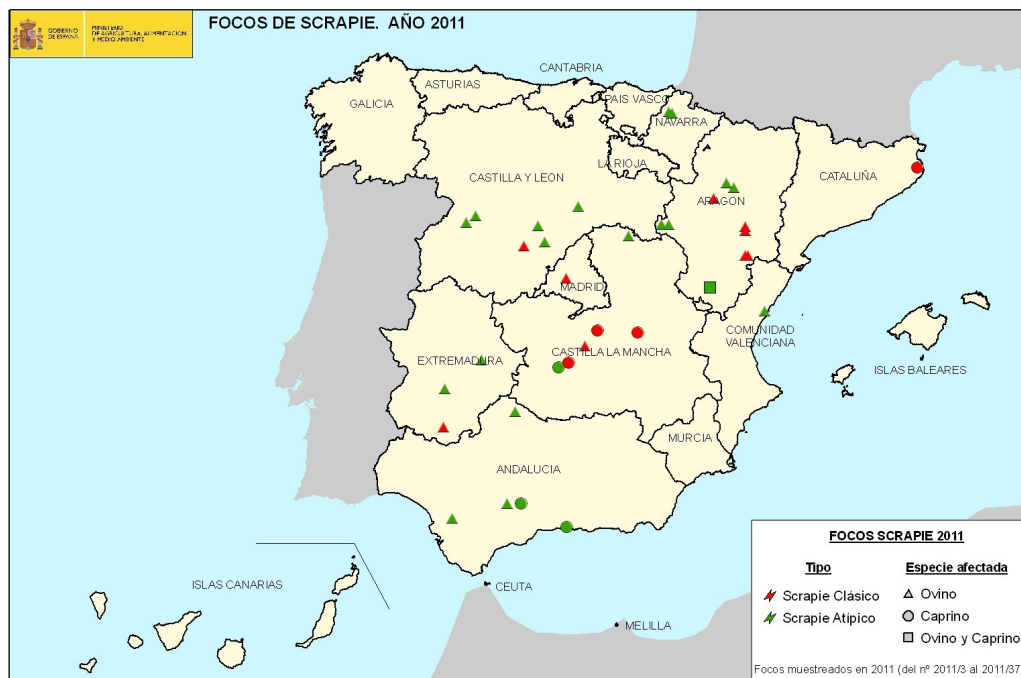 GOBIERNO
DE ESPAÑA
MINISTERIO
DE AGRICULTURA, ALIMENTACION
Y MEDIO AMBIENTE
FOCOS DE SCRAPIE. AÑO 2011
CANTABRIA
ASTURIAS
GALICIA
PAIS VASCO
NAVARRA
LA RIOJA
CASTILLA Y LEON
ARAGON
CATALUÑA
MADRID
COMUNIDAD
VALENCIANA
CASTILLA LA MANCHA
EXTREMADURA
ISLAS BALEARES
MURCIA
ANDALUCIA
ISLAS CANARIAS
CEUTA
MELILLA
FOCOS SCRAPIE 2011
Tipo
Especie afectada
Scrapie Clásico
Ovino
Scrapie Atípico
Caprino
Ovino y Caprino
Focos muestreados en 2011 (del nº 2011/3 al 2011/37